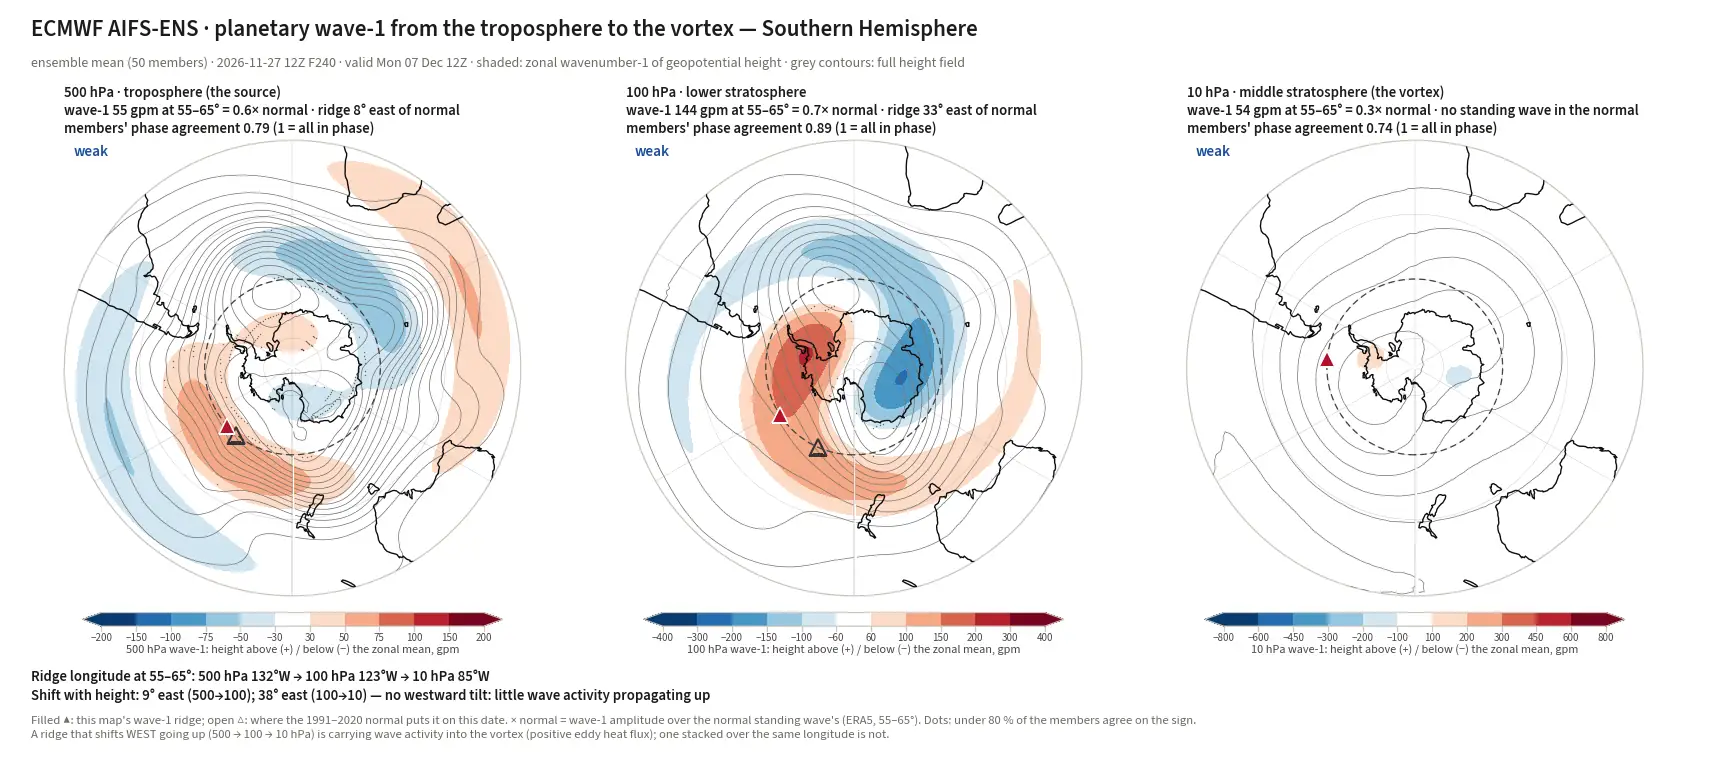 ECMWF AIFS-ENS · planetary wave-1 from the troposphere to the vortex — Southern Hemisphere
ensemble mean (50 members) · 2026-11-27 12Z F240 · valid Mon 07 Dec 12Z · shaded: zonal wavenumber-1 of geopotential height · grey contours: full height field
500 hPa · troposphere (the source)
wave-1 55 gpm at 55–65° = 0.6× normal · ridge 8° east of normal
members' phase agreement 0.79 (1 = all in phase)
weak
100 hPa · lower stratosphere
wave-1 144 gpm at 55–65° = 0.7× normal · ridge 33° east of normal
members' phase agreement 0.89 (1 = all in phase)
weak
10 hPa · middle stratosphere (the vortex)
wave-1 54 gpm at 55–65° = 0.3× normal · no standing wave in the normal
members' phase agreement 0.74 (1 = all in phase)
weak
−200 −150 −100 −75 −50 −30 30 50 75 100 150 200
500 hPa wave-1: height above (+) / below (−) the zonal mean, gpm
−400 −300 −200 −150 −100 −60 60 100 150 200 300 400
100 hPa wave-1: height above (+) / below (−) the zonal mean, gpm
−800 −600 −450 −300 −200 −100 100 200 300 450 600 800
10 hPa wave-1: height above (+) / below (−) the zonal mean, gpm
Ridge longitude at 55–65°: 500 hPa 132°W → 100 hPa 123°W → 10 hPa 85°W
Shift with height: 9° east (500→100); 38° east (100→10) — no westward tilt: little wave activity propagating up
Filled ▲: this map's wave-1 ridge; open △: where the 1991–2020 normal puts it on this date. × normal = wave-1 amplitude over the normal standing wave's (ERA5, 55–65°). Dots: under 80 % of the members agree on the sign.
A ridge that shifts WEST going up (500 → 100 → 10 hPa) is carrying wave activity into the vortex (positive eddy heat flux); one stacked over the same longitude is not.